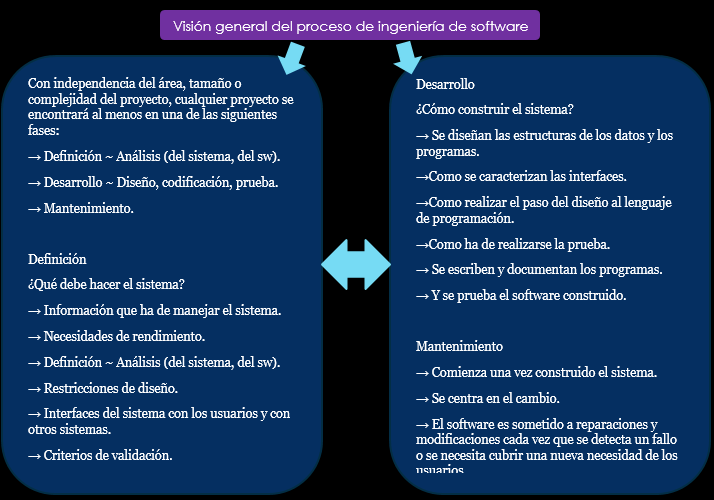 Visión general del proceso de ingeniería de software
Con independencia del área, tamaño o
complejidad del proyecto, cualquier proyecto se
encontrará al menos en una de las siguientes
fases:
→ Definición ~ Análisis (del sistema, del sw).
→ Desarrollo ~ Diseño, codificación, prueba.
→ Mantenimiento.
Definición
¿Qué debe hacer el sistema?
→ Información que ha de manejar el sistema.
→ Necesidades de rendimiento.
→ Definición ~ Análisis (del sistema, del sw).
→ Restricciones de diseño.
→ Interfaces del sistema con los usuarios y con
otros sistemas.
→ Criterios de validación.
Desarrollo
¿Cómo construir el sistema?
→ Se diseñan las estructuras de los datos y los
programas.
→Como se caracterizan las interfaces.
→Como realizar el paso del diseño al lenguaje
de programación.
→Como ha de realizarse la prueba.
→ Se escriben y documentan los programas.
→ Y se prueba el software construido.
Mantenimiento
→ Comienza una vez construido el sistema.
→ Se centra en el cambio.
→ El software es sometido a reparaciones y
modificaciones cada vez que se detecta un fallo
o se necesita cubrir una nueva necesidad de los
usuarios